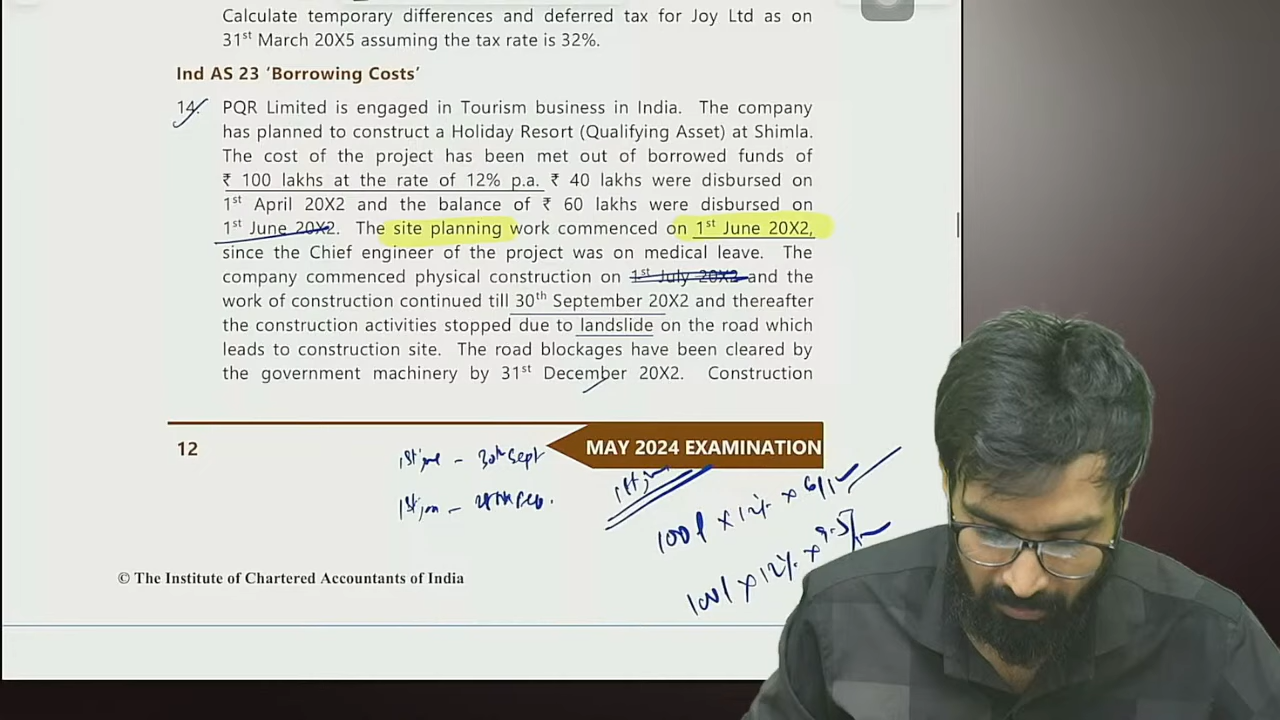 Calculate temporary differences and deferred tax for Joy Ltd as on
31st March 20X5 assuming the tax rate is 32%.
Ind AS 23 ‘Borrowing Costs’
14. PQR Limited is engaged in Tourism business in India. The company
has planned to construct a Holiday Resort (Qualifying Asset) at Shimla.
The cost of the project has been met out of borrowed funds of
₹ 100 lakhs at the rate of 12% p.a. ₹ 40 lakhs were disbursed on
1st April 20X2 and the balance of ₹ 60 lakhs were disbursed on
1st June 20X2. The site planning work commenced on 1st June 20X2,
since the Chief engineer of the project was on medical leave. The
company commenced physical construction on 1st July 20X2 and the
work of construction continued till 30th September 20X2 and thereafter
the construction activities stopped due to landslide on the road which
leads to construction site. The road blockages have been cleared by
the government machinery by 31st December 20X2. Construction
12
MAY 2024 EXAMINATION
1st June - 30th Sept
1st Jan -
1st June
100l x 12% x 6/12
100l x 12% x
© The Institute of Chartered Accountants of India